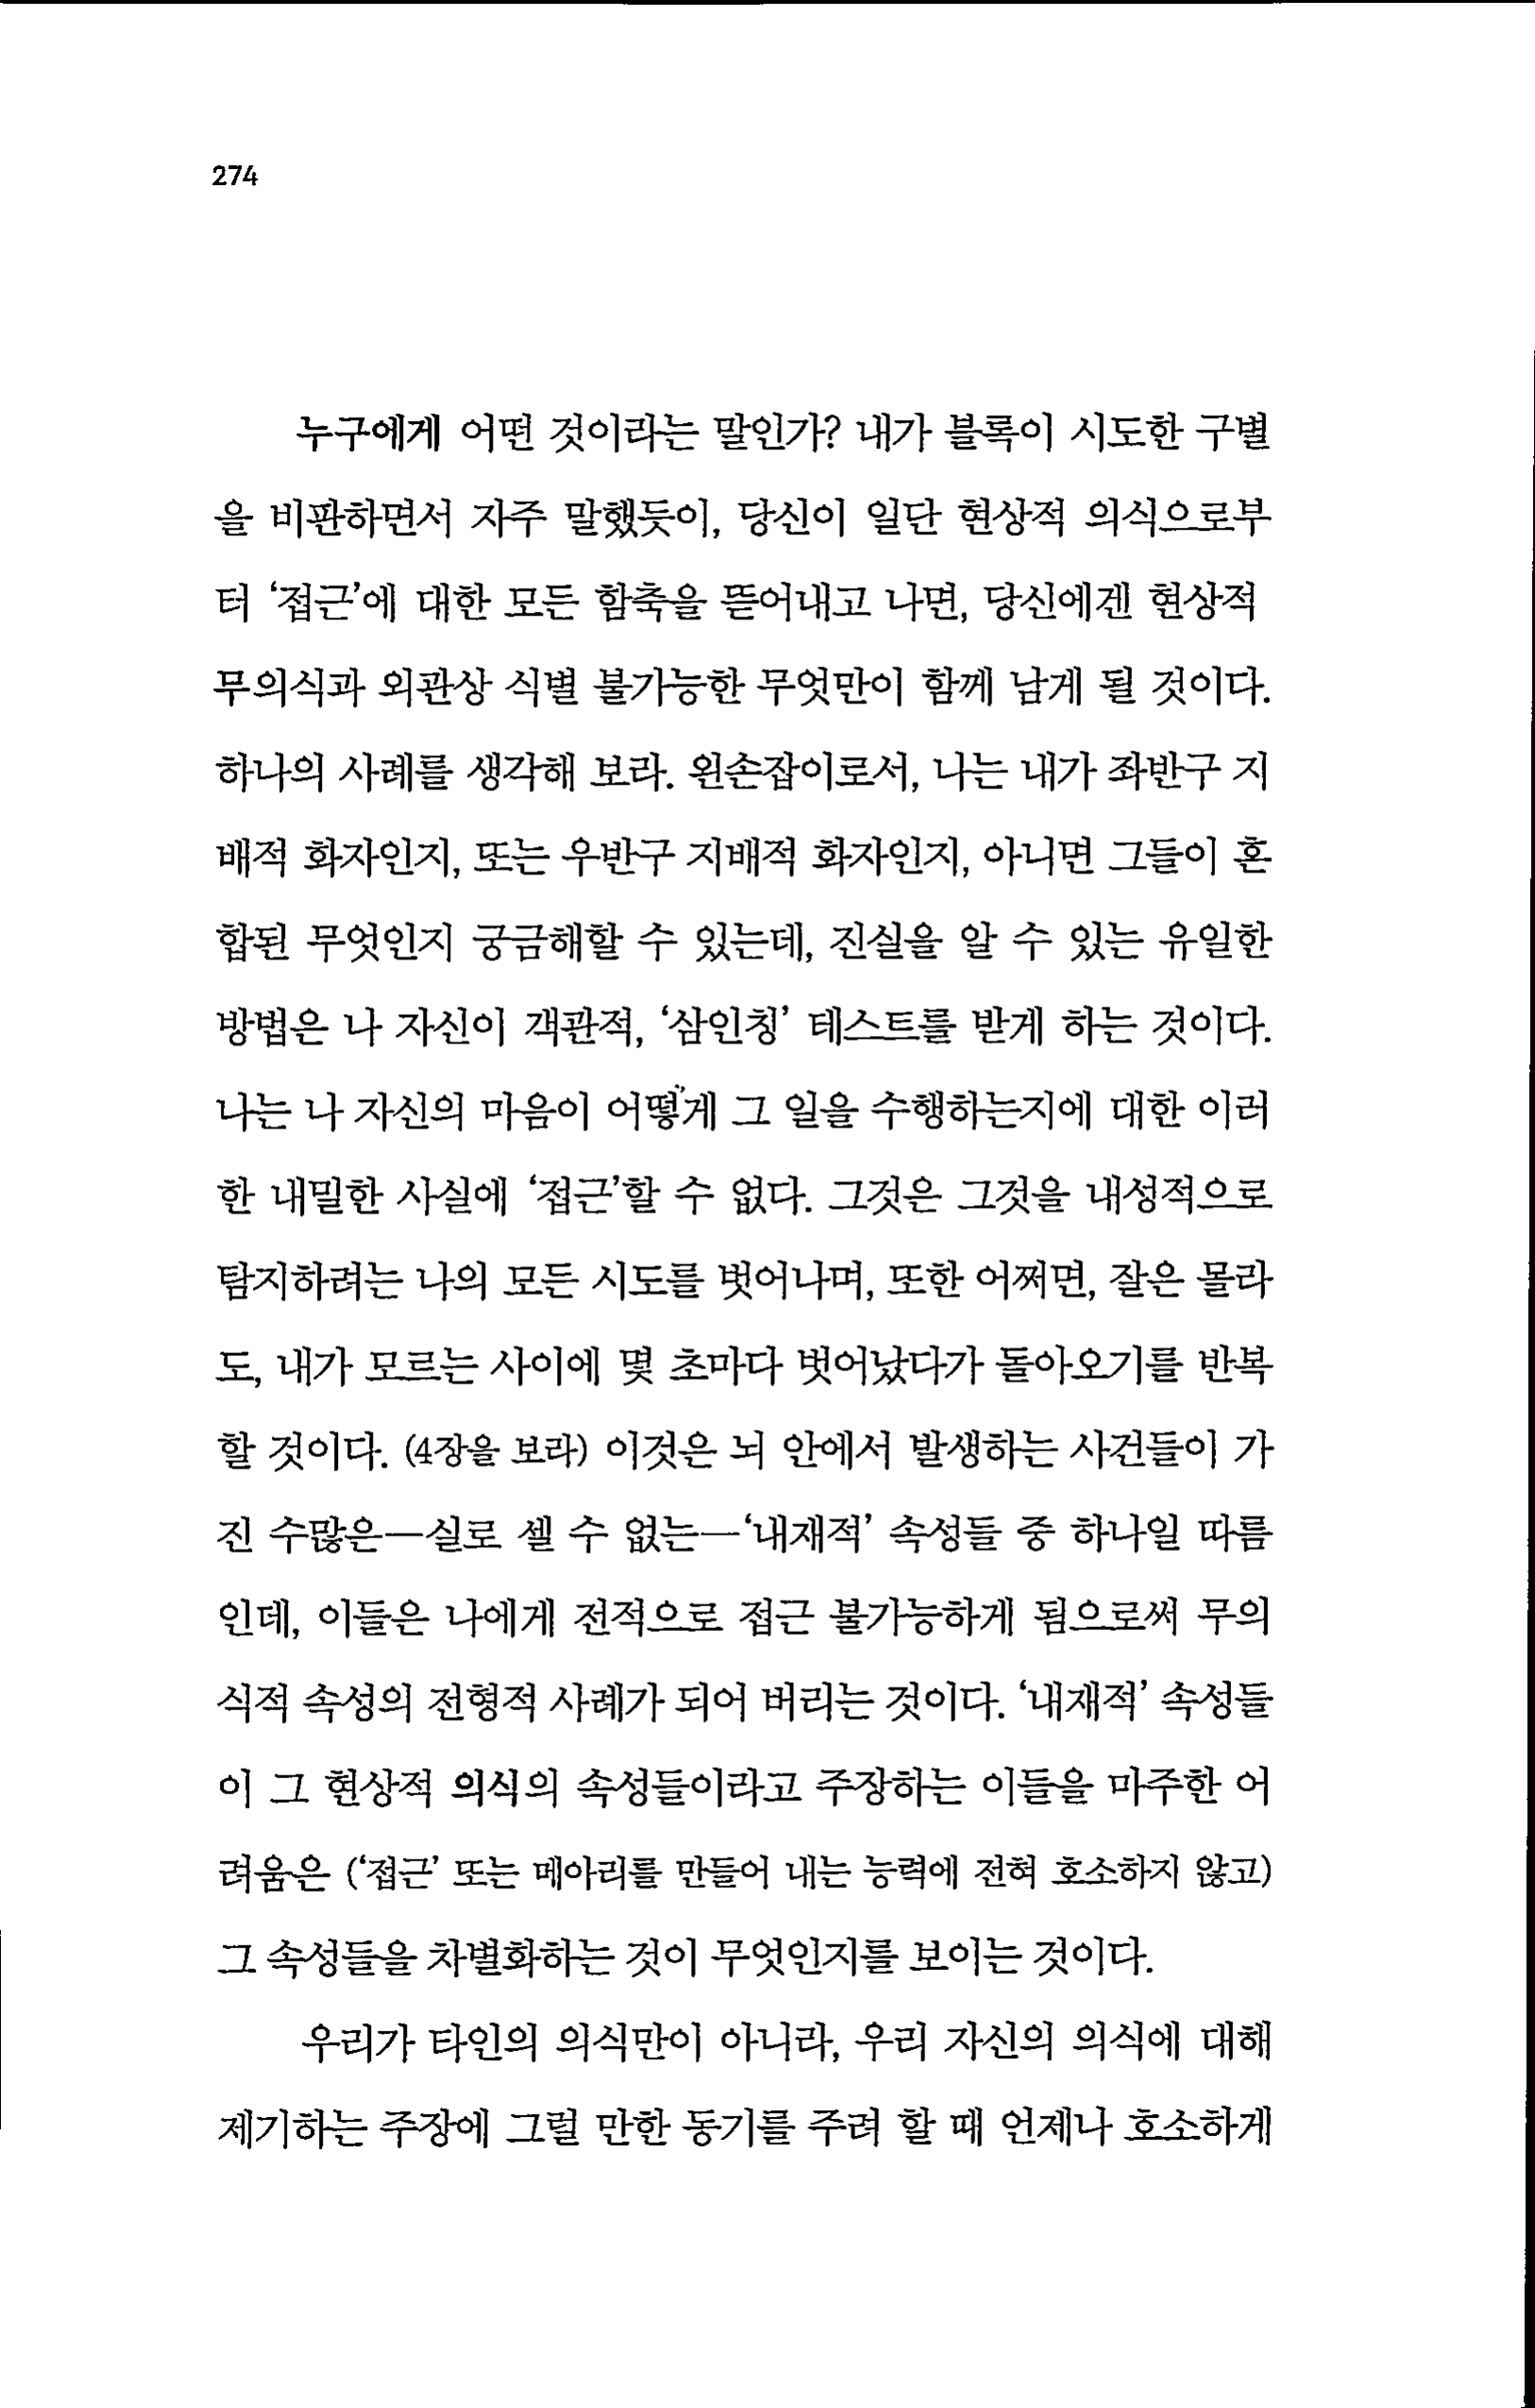 274
누구에게 어떤 것이라는 말인가? 내가 블록이 시도한 구별
을 비판하면서 자주 말했듯이, 당신이 일단 현상적 의식으로부
터 ‘접근’에 대한 모든 함축을 뜯어내고 나면, 당신에겐 현상적
무의식과 외관상 식별 불가능한 무엇만이 함께 남게 될 것이다.
하나의 사례를 생각해 보라. 왼손잡이로서, 나는 내가 좌반구 지
배적 화자인지, 또는 우반구 지배적 화자인지, 아니면 그들이 혼
합된 무엇인지 궁금해할 수 있는데, 진실을 알 수 있는 유일한
방법은 나 자신이 객관적, ‘삼인칭’ 테스트를 받게 하는 것이다.
나는 나 자신의 마음이 어떻게 그 일을 수행하는지에 대한 이러
한 내밀한 사실에 ‘접근’할 수 없다. 그것은 그것을 내성적으로
탐지하려는 나의 모든 시도를 벗어나며, 또한 어쩌면, 잘은 몰라
도, 내가 모르는 사이에 몇 초마다 벗어났다가 돌아오기를 반복
할 것이다. (4장을 보라) 이것은 뇌 안에서 발생하는 사건들이 가
진 수많은—실로 셀 수 없는—‘내재적’ 속성들 중 하나일 따름
인데, 이들은 나에게 전적으로 접근 불가능하게 됨으로써 무의
식적 속성의 전형적 사례가 되어 버리는 것이다. ‘내재적’ 속성들
이 그 현상적 의식의 속성들이라고 주장하는 이들을 마주한 어
려움은 (‘접근’ 또는 메아리를 만들어 내는 능력에 전혀 호소하지 않고)
그 속성들을 차별화하는 것이 무엇인지를 보이는 것이다.
우리가 타인의 의식만이 아니라, 우리 자신의 의식에 대해
제기하는 주장에 그럴 만한 동기를 주려 할 때 언제나 호소하게